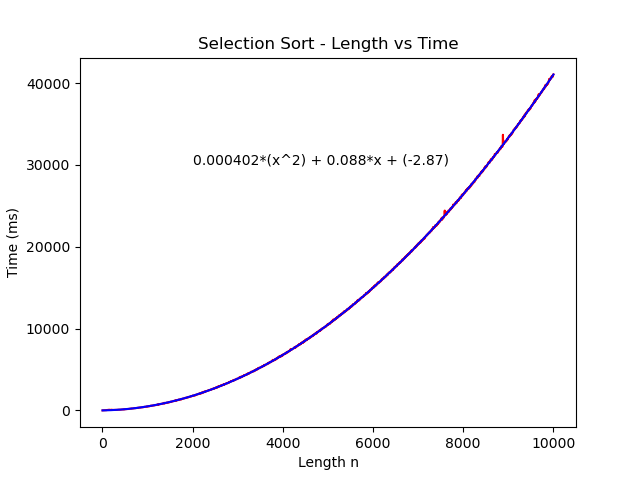 Selection Sort - Length vs Time
40000
0.000402*(x^2) + 0.088*x + (-2.87)
30000
20000
10000
0
Time (ms)
0 2000 4000 6000 8000 10000
Length n